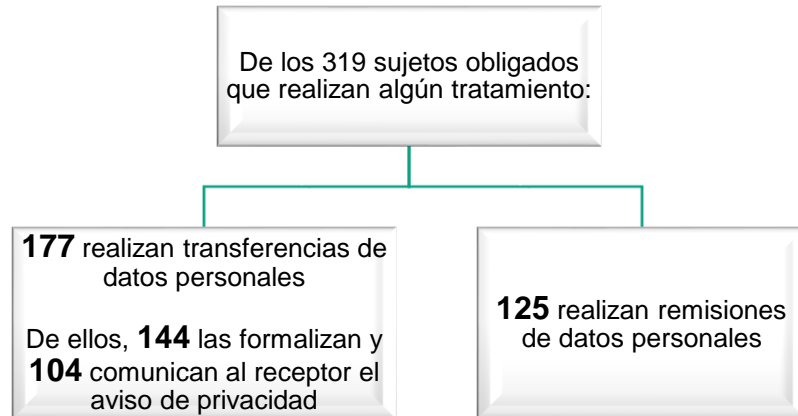 De los 319 sujetos obligados
que realizan algún tratamiento:
177 realizan transferencias de
datos personales
De ellos, 144 las formalizan y
104 comunican al receptor el
aviso de privacidad
125 realizan remisiones
de datos personales